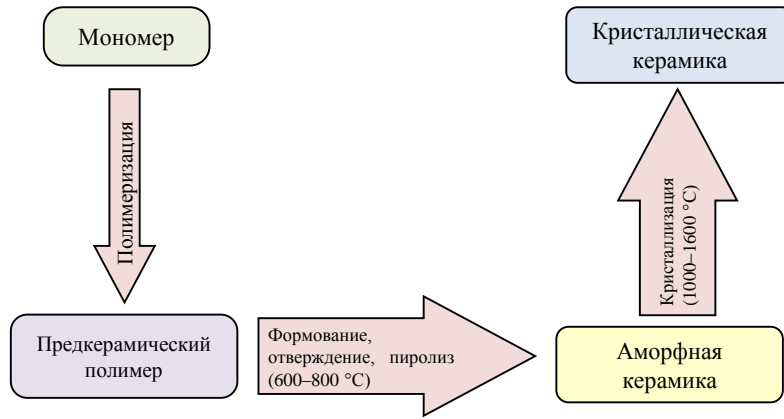 Мономер
Полимеризация
Предкерамический
полимер
Формование,
отверждение, пиролиз
(600–800 °C)
Аморфная
керамика
Кристаллизация
(1000–1600 °C)
Кристаллическая
керамика